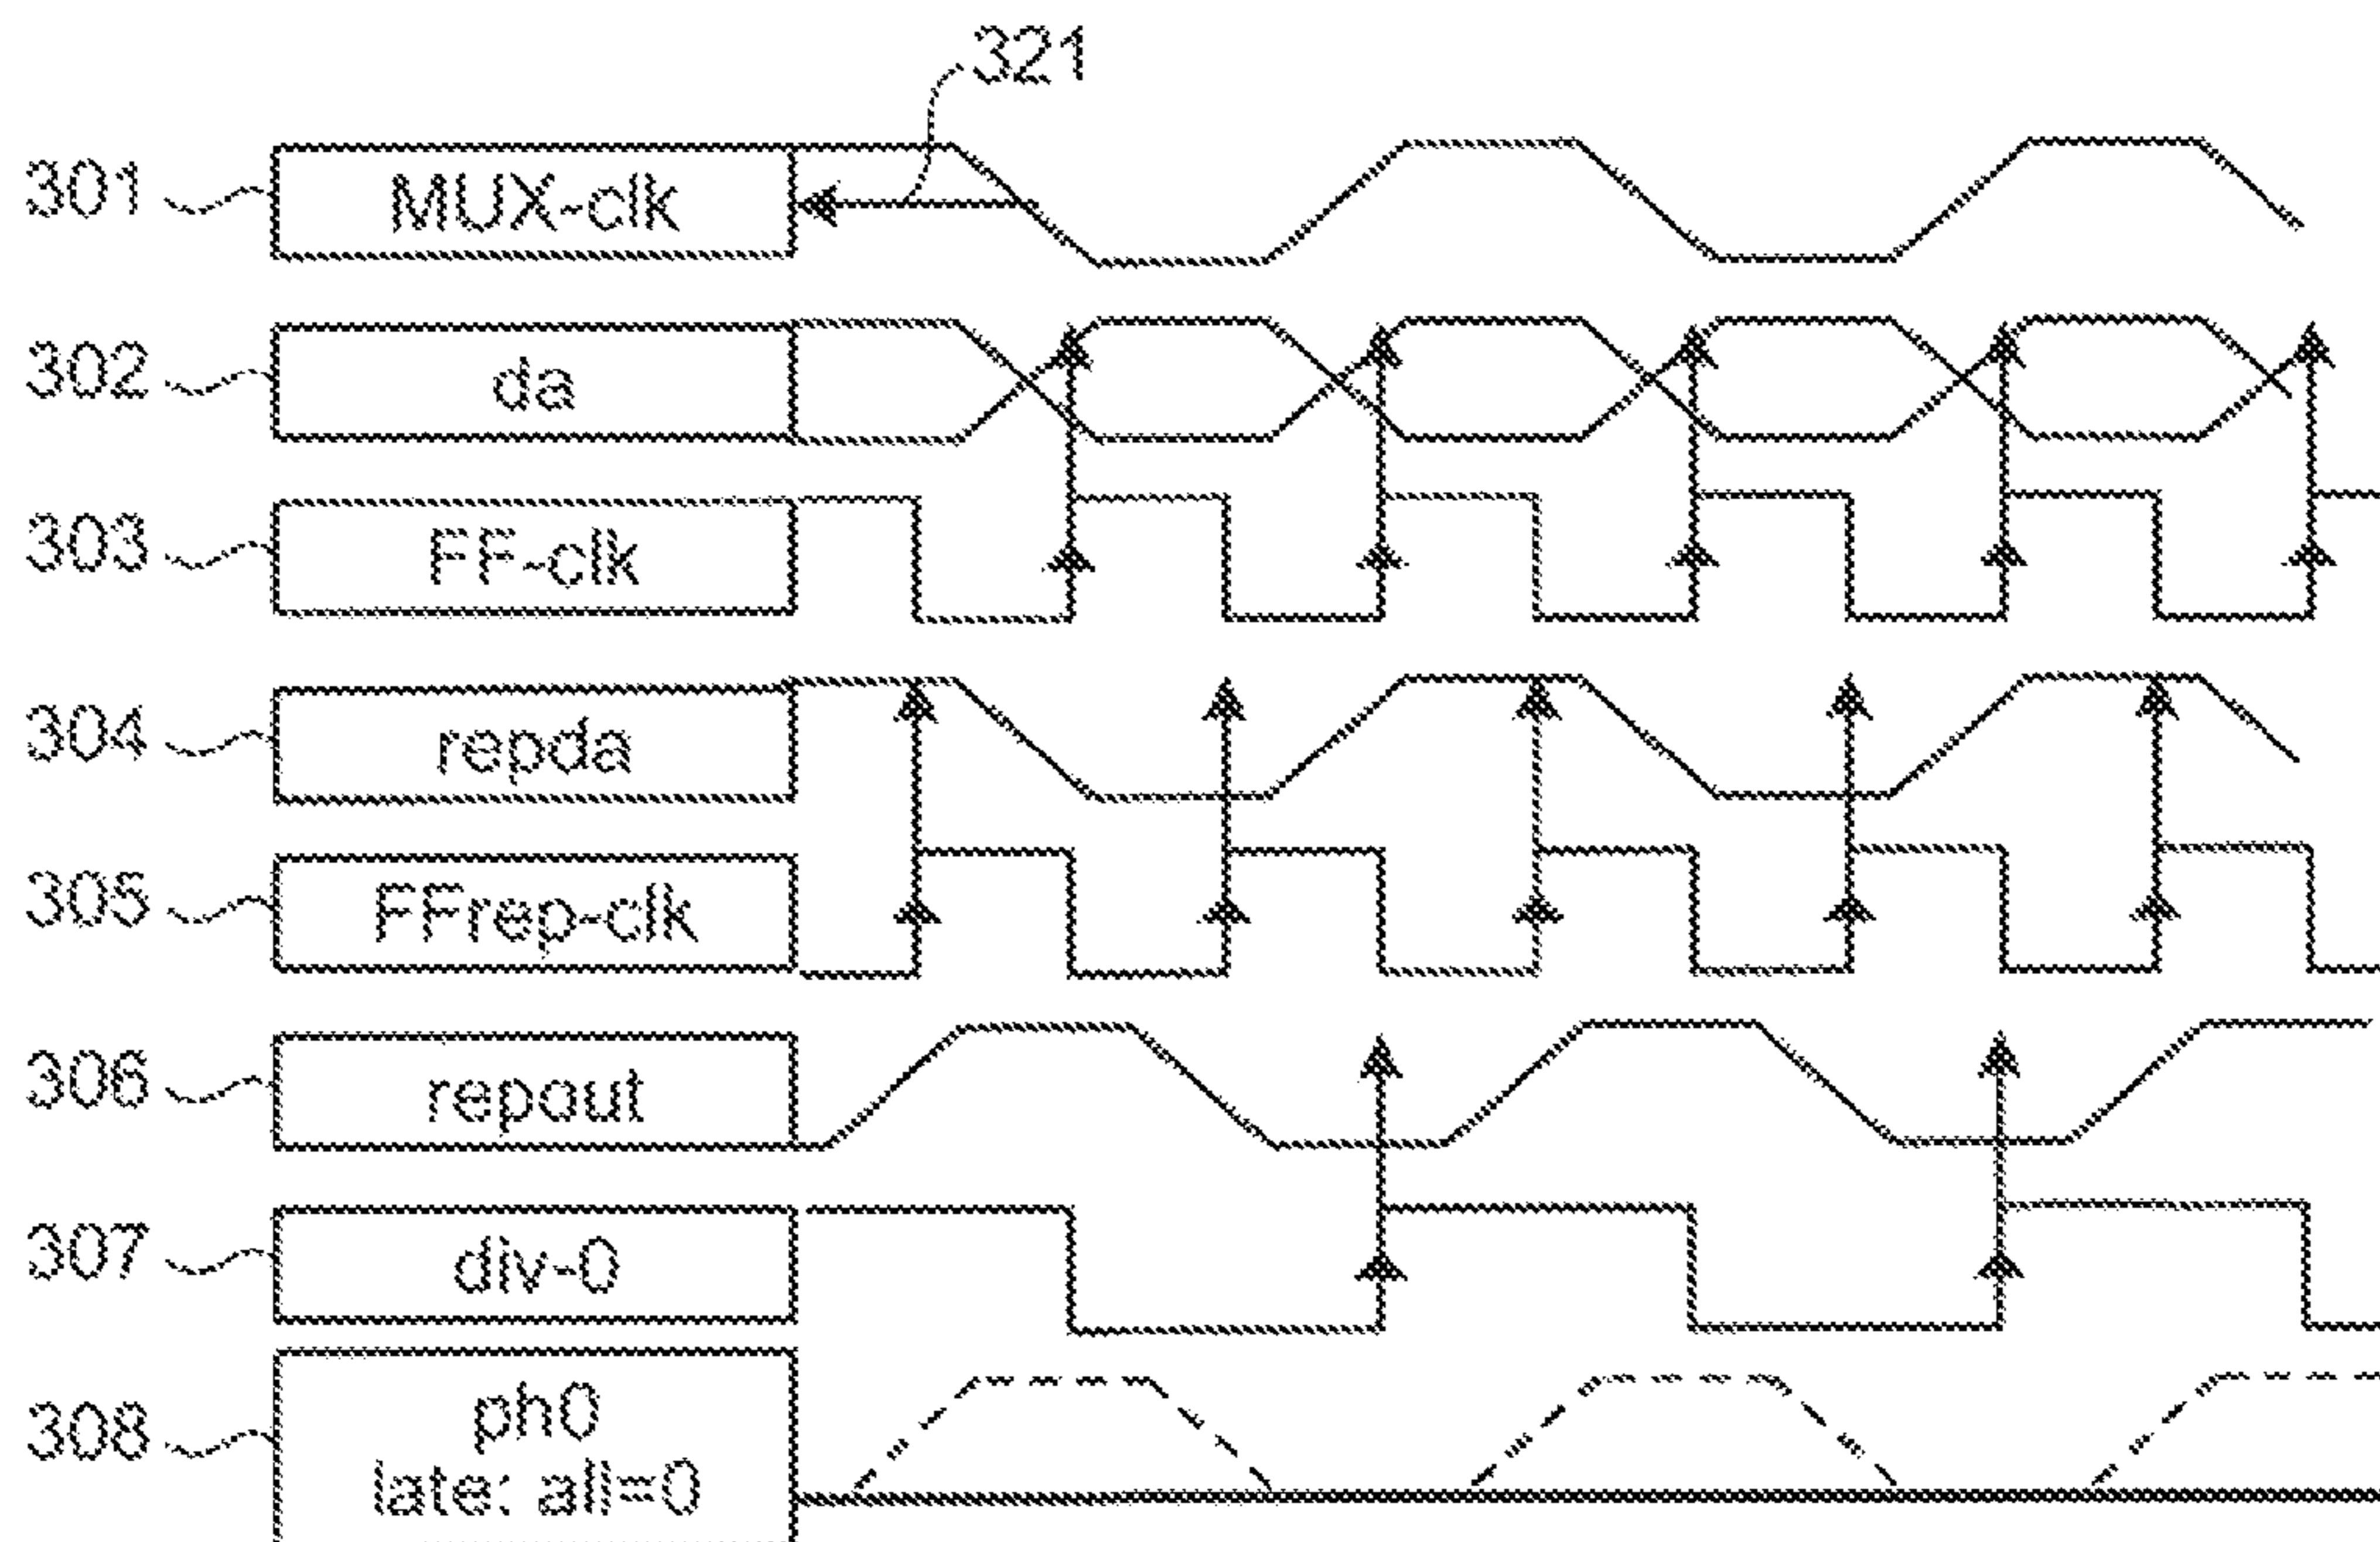 321
301 MUX-clk
302 da
303 FF-clk
304 repda
305 FFrep-clk
306 repout
307 div-0
308 ph0
late: all=0